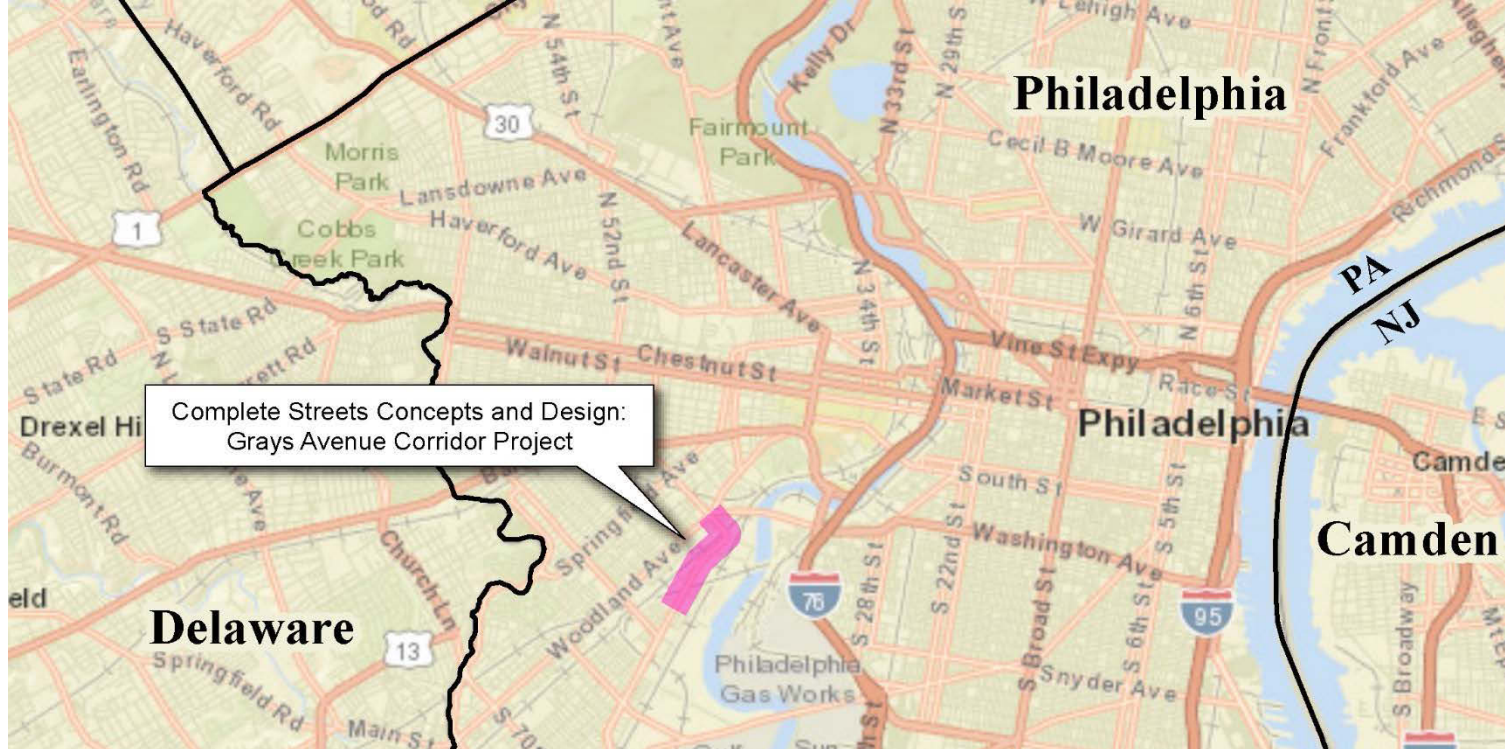 W Lehigh Ave
Haverford Rd
Earlington Rd
N 54th St
Kelly Dr
N 33rd St
N 29th S
N Front
Frankford Ave
Philadelphia
30
Fairmount
Park
Cecil B Moore Ave
Morris
Park
Lansdowne Ave
Haverford Ave
N 52nd St
Richmond S
1
Cobbs
Creek Park
Lancaster Ave
W Girard Ave
N 34th St
N 6th St
PA
NJ
S State Rd
State Rd
Walnut St
Chestnut St
Vine St Expy
Race St
Market St
Complete Streets Concepts and Design:
Grays Avenue Corridor Project
Drexel Hi
Philadelphia
Camde
Burmont Rd
South St
S 5th St
Springfield Ave
Washington Ave
Camden
Church Ln
Woodland Ave
76
S 28th St
S 22nd St
S Broad St
S 6th St
95
S Broadway
eld
Delaware
13
Springfield Rd
Philadelphia
Gas Works
Snyder Ave
Main St
S 70